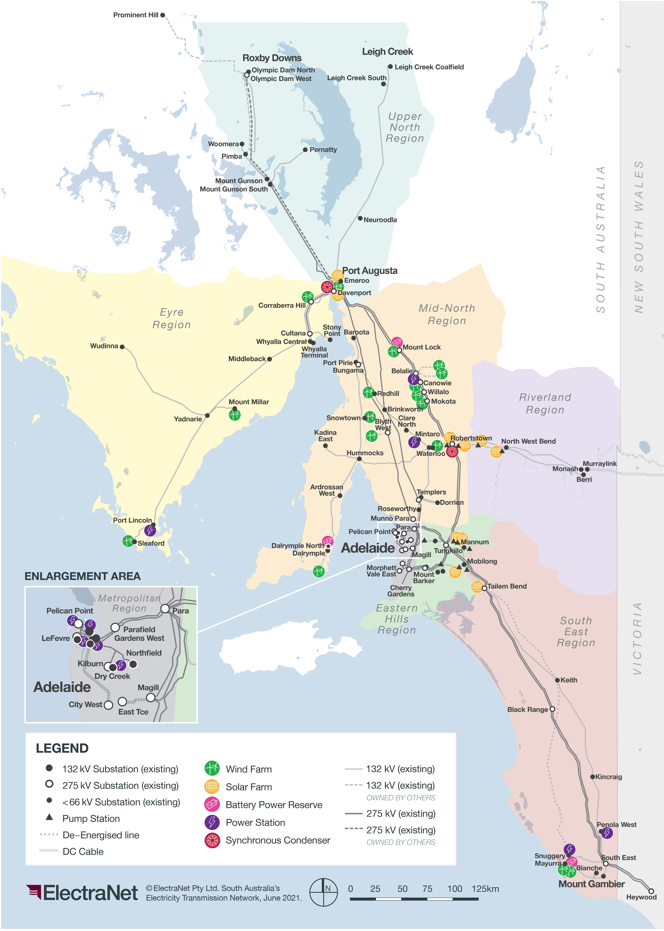 Prominent Hill
Roxby Downs
Olympic Dam North
Olympic Dam West
Leigh Creek
Leigh Creek Coalfield
Leigh Creek South
Upper
North
Region
Woomera
Pimba
Pernatty
Mount Gunson
Mount Gunson South
Neuroodla
SOUTH AUSTRALIA
NEW SOUTH WALES
Port Augusta
Emeroo
Davenport
Corraberra Hill
Eyre
Region
Mid-North
Region
Cultana
Stony
Point
Baroota
Whyalla Central
Whyalla
Terminal
Wudinna
Middleback
Mount Lock
Port Pirie
Bungama
Belalie
Canowie
Willalo
Mokota
Redhill
Riverland
Region
Mount Millar
Yadnarie
Brinkworth
Snowtown
Blyth
West
Clare
North
Mintaro
Kadina
East
Robertstown
North West Bend
Waterloo
Hummocks
Monash
Murraylink
Berri
Ardrossan
West
Templers
Dorrien
Roseworthy
Port Lincoln
Sleaford
Munno Para
Para
Pelican Point
Dalrymple North
Dalrymple
Adelaide
Magill
Tungkillo
Mannum
Mobilong
Morphett
Vale East
Mount
Barker
Cherry
Gardens
Tailem Bend
Eastern
Hills
Region
South
East
Region
VICTORIA
Keith
Black Range
Kincraig
Penola West
Snuggery
Mayurra
South East
Blanche
Mount Gambier
Heywood
ENLARGEMENT AREA
Metropolitan
Region
Pelican Point
Para
LeFevre
Parafield
Gardens West
Northfield
Kilburn
Dry Creek
Adelaide
Magill
City West
East Tce
LEGEND
132 kV Substation (existing)
275 kV Substation (existing)
<66 kV Substation (existing)
Pump Station
De–Energised line
DC Cable
Wind Farm
Solar Farm
Battery Power Reserve
Power Station
Synchronous Condenser
132 kV (existing)
132 kV (existing)
OWNED BY OTHERS
275 kV (existing)
275 kV (existing)
OWNED BY OTHERS
ElectraNet
© ElectraNet Pty Ltd. South Australia's
Electricity Transmission Network, June 2021.
N
0 25 50 75 100 125km